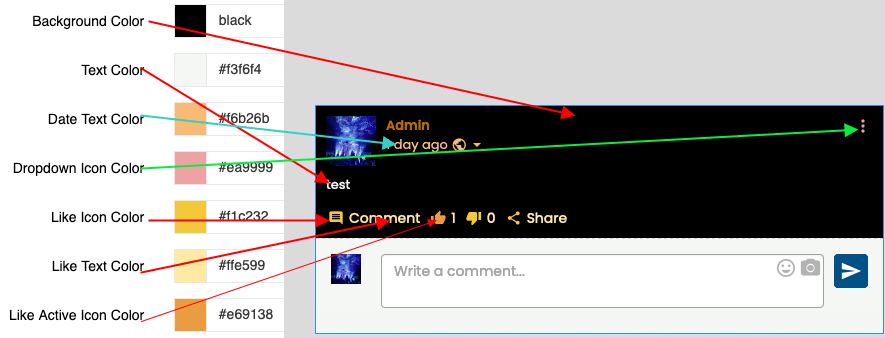 Background Color black
Text Color #f3f6f4
Date Text Color #f6b26b
Dropdown Icon Color #ea9999
Like Icon Color #f1c232
Like Text Color #ffe599
Like Active Icon Color #e69138
Admin
day ago
test
Comment 1 0 Share
Write a comment...